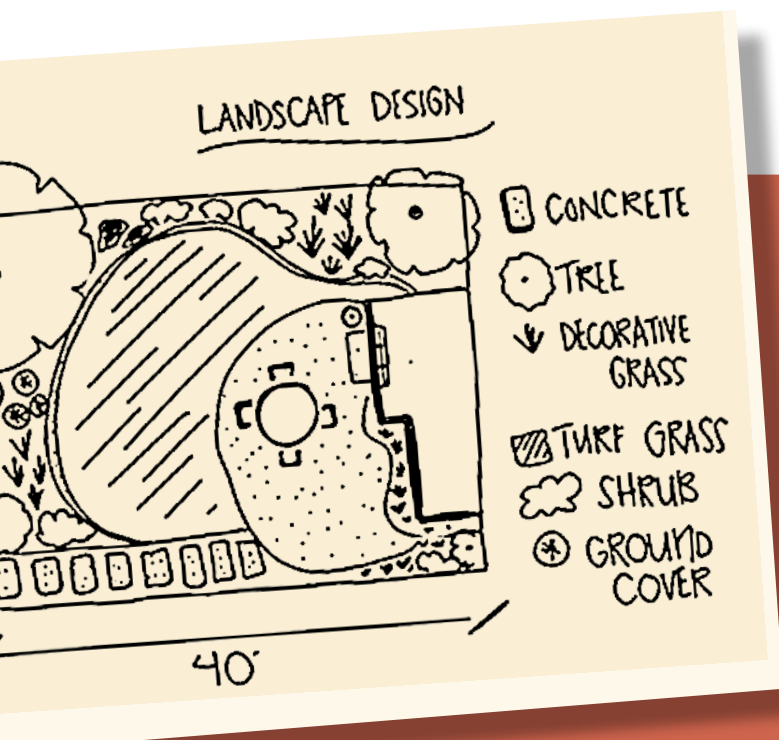 LANDSCAPE DESIGN
CONCRETE
TREE
DECORATIVE
GRASS
TURF GRASS
SHRUB
GROUND
COVER
40'